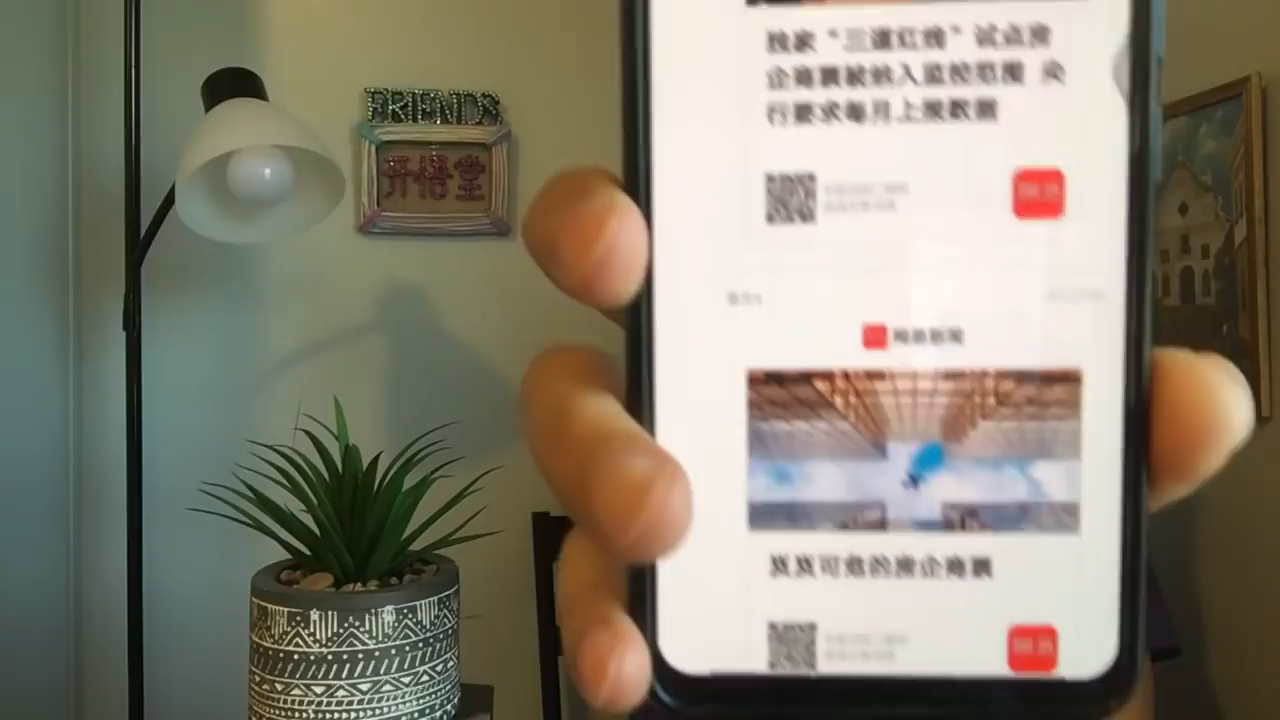 FRIENDS
开悟堂
独家“三道红线”试点房
企商票被纳入监控范围 央
行要求每月上报数据
网易新闻
岌岌可危的房企商票